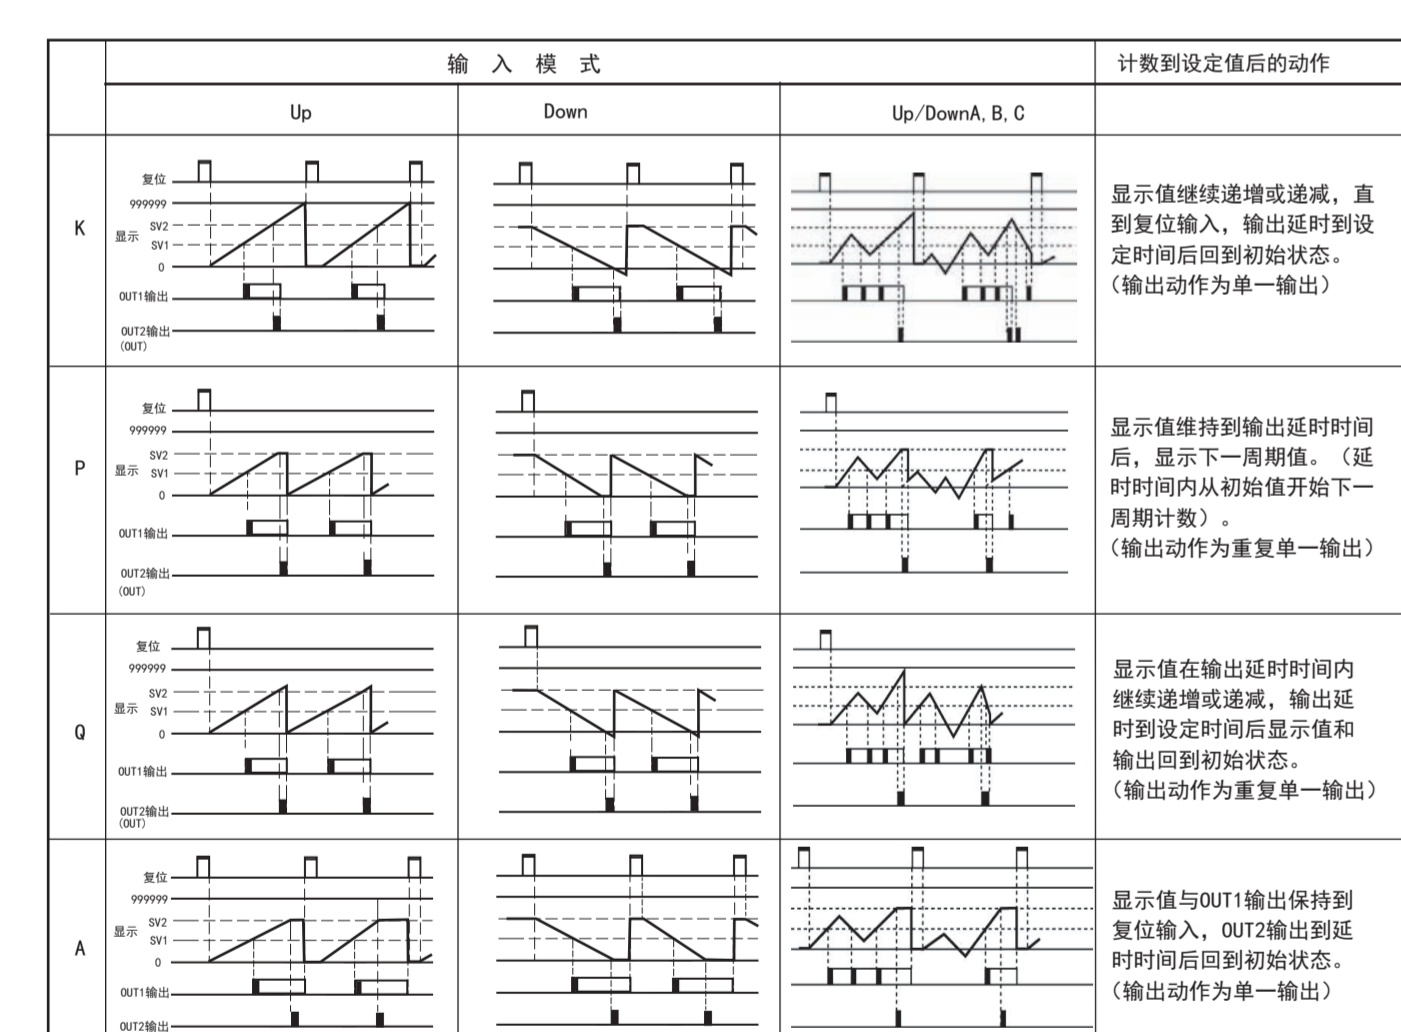 输 入 模 式
计数到设定值后的动作
Up
Down
Up/DownA, B, C
K
复位
999999
SV2
显示
SV1
0
OUT1输出
OUT2输出
(OUT)
显示值继续递增或递减，直
到复位输入，输出延时到设
定时间后回到初始状态。
（输出动作为单一输出）
P
复位
999999
SV2
显示
SV1
0
OUT1输出
OUT2输出
(OUT)
显示值维持到输出延时时间
后，显示下一周期值。（延
时时间内从初始值开始下一
周期计数）。
（输出动作为重复单一输出）
Q
复位
999999
SV2
显示
SV1
0
OUT1输出
OUT2输出
(OUT)
显示值在输出延时时间内
继续递增或递减，输出延
时到设定时间后显示值和
输出回到初始状态。
（输出动作为重复单一输出）
A
复位
999999
SV2
显示
SV1
0
OUT1输出
OUT2输出
显示值与OUT1输出保持到
复位输入，OUT2输出到延
时时间后回到初始状态。
（输出动作为单一输出）